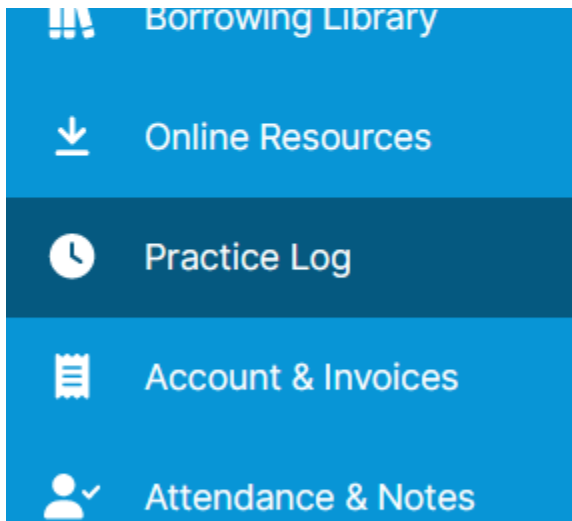 Borrowing Library
Online Resources
Practice Log
Account & Invoices
Attendance & Notes